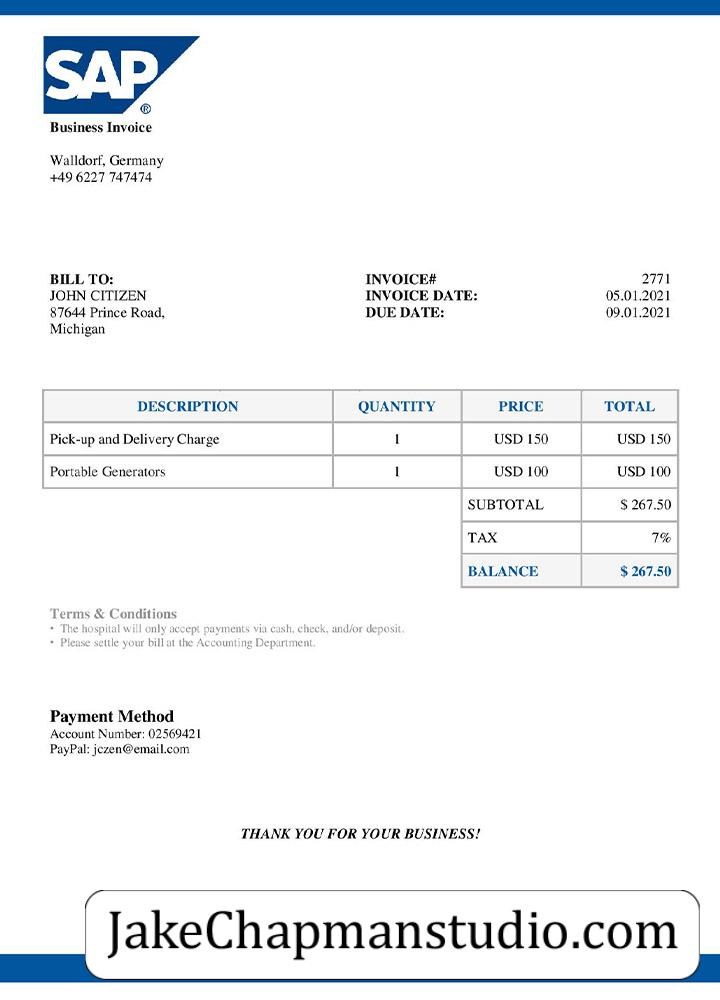 SAP ®
Business Invoice
Walldorf, Germany
+49 6227 747474
BILL TO:
JOHN CITIZEN
87644 Prince Road,
Michigan
INVOICE# 2771
INVOICE DATE: 05.01.2021
DUE DATE: 09.01.2021
DESCRIPTION QUANTITY PRICE TOTAL
Pick-up and Delivery Charge 1 USD 150 USD 150
Portable Generators 1 USD 100 USD 100
SUBTOTAL $ 267.50
TAX 7%
BALANCE $ 267.50
Terms & Conditions
• The hospital will only accept payments via cash, check, and/or deposit.
• Please settle your bill at the Accounting Department.
Payment Method
Account Number: 02569421
PayPal: jczen@email.com
THANK YOU FOR YOUR BUSINESS!
JakeChapmanstudio.com